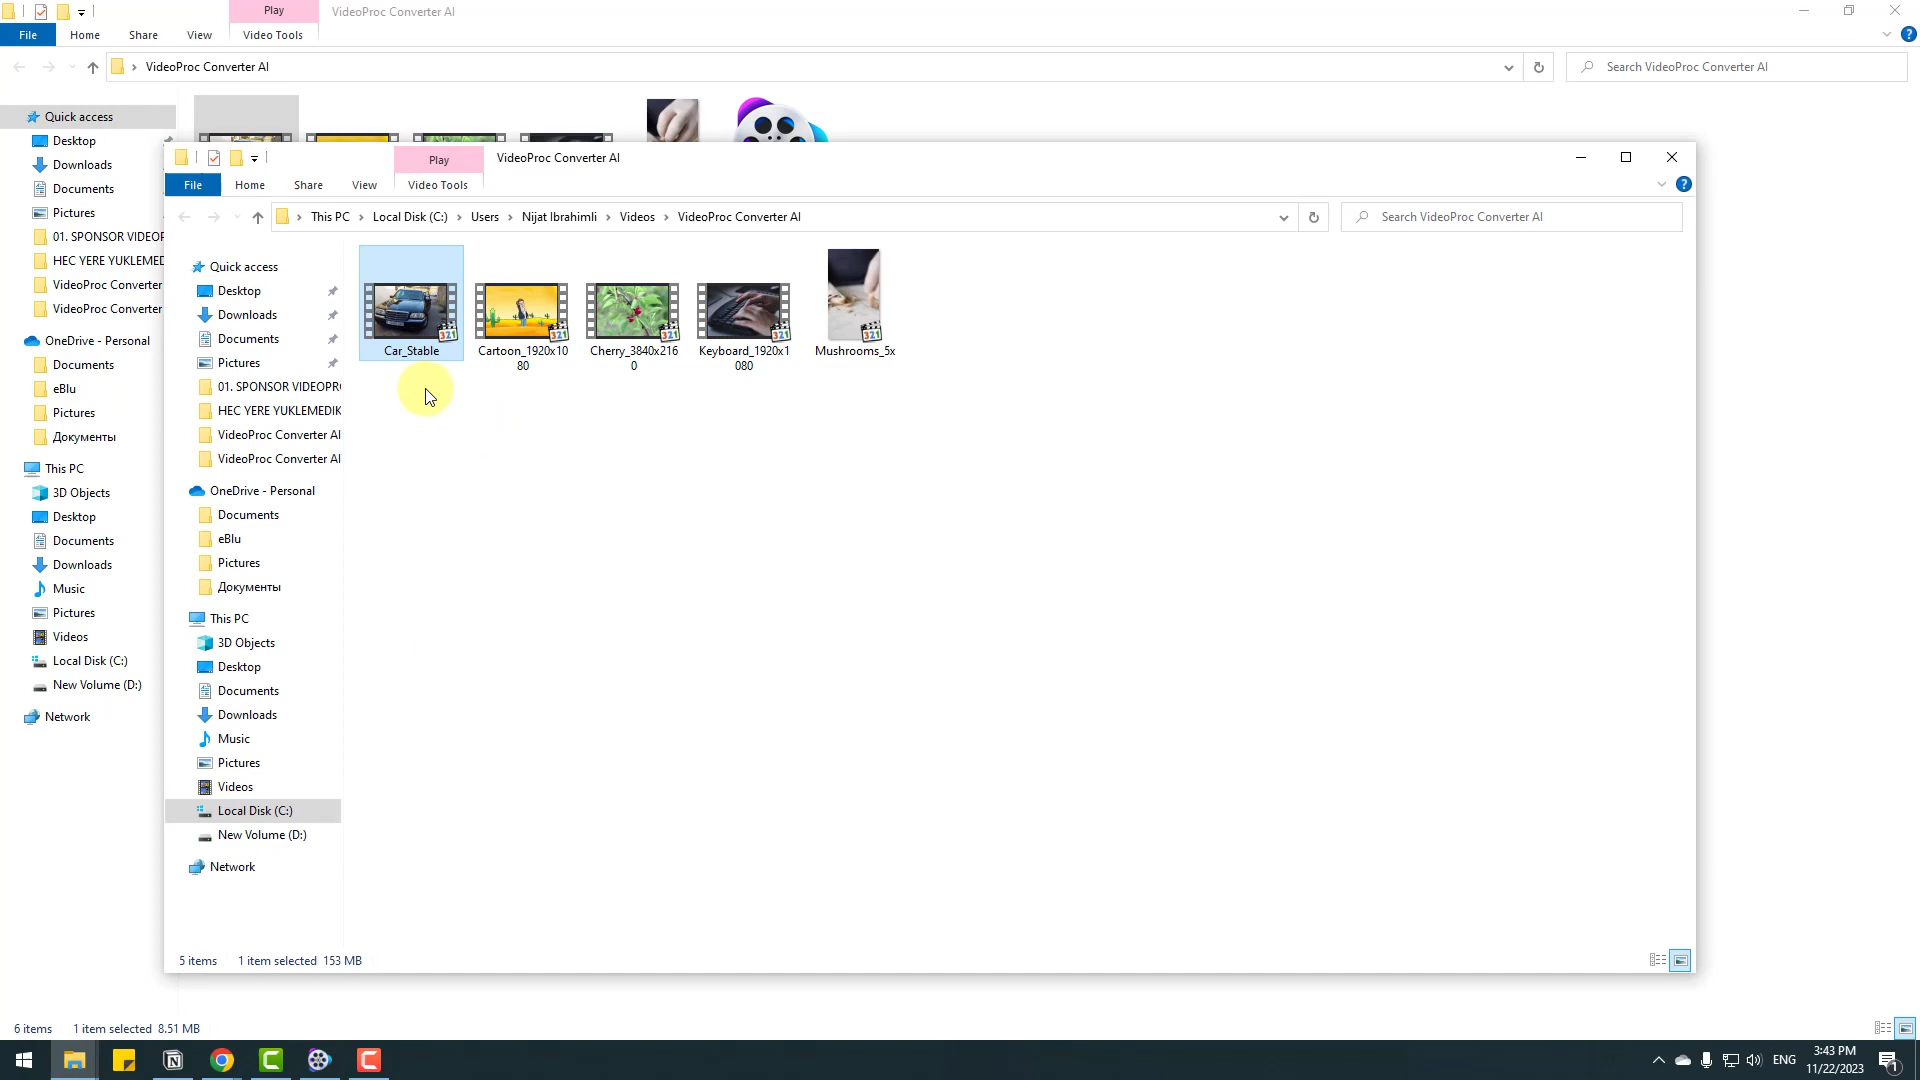 Play
VideoProc Converter AI
File
Home
Share
View
Video Tools
VideoProc Converter AI
Search VideoProc Converter AI
Quick access
Desktop
Downloads
Documents
Pictures
01. SPONSOR VIDEOP
HEC YERE YUKLEMED
VideoProc Converter
VideoProc Converter
OneDrive - Personal
Documents
eBlu
Pictures
Документы
This PC
3D Objects
Desktop
Documents
Downloads
Music
Pictures
Videos
Local Disk (C:)
New Volume (D:)
Network
6 items
1 item selected 8.51 MB
Play
VideoProc Converter AI
File
Home
Share
View
Video Tools
This PC
Local Disk (C:)
Users
Nijat Ibrahimli
Videos
VideoProc Converter AI
Search VideoProc Converter AI
Quick access
Desktop
Downloads
Documents
Pictures
01. SPONSOR VIDEOPR
HEC YERE YUKLEMEDIK
VideoProc Converter AI
VideoProc Converter AI
OneDrive - Personal
Documents
eBlu
Pictures
Документы
This PC
3D Objects
Desktop
Documents
Downloads
Music
Pictures
Videos
Local Disk (C:)
New Volume (D:)
Network
321
Car_Stable
321
Cartoon_1920x10
80
321
Cherry_3840x216
0
321
Keyboard_1920x1
080
321
Mushrooms_5x
5 items
1 item selected 153 MB
ENG
3:43 PM
11/22/2023
1